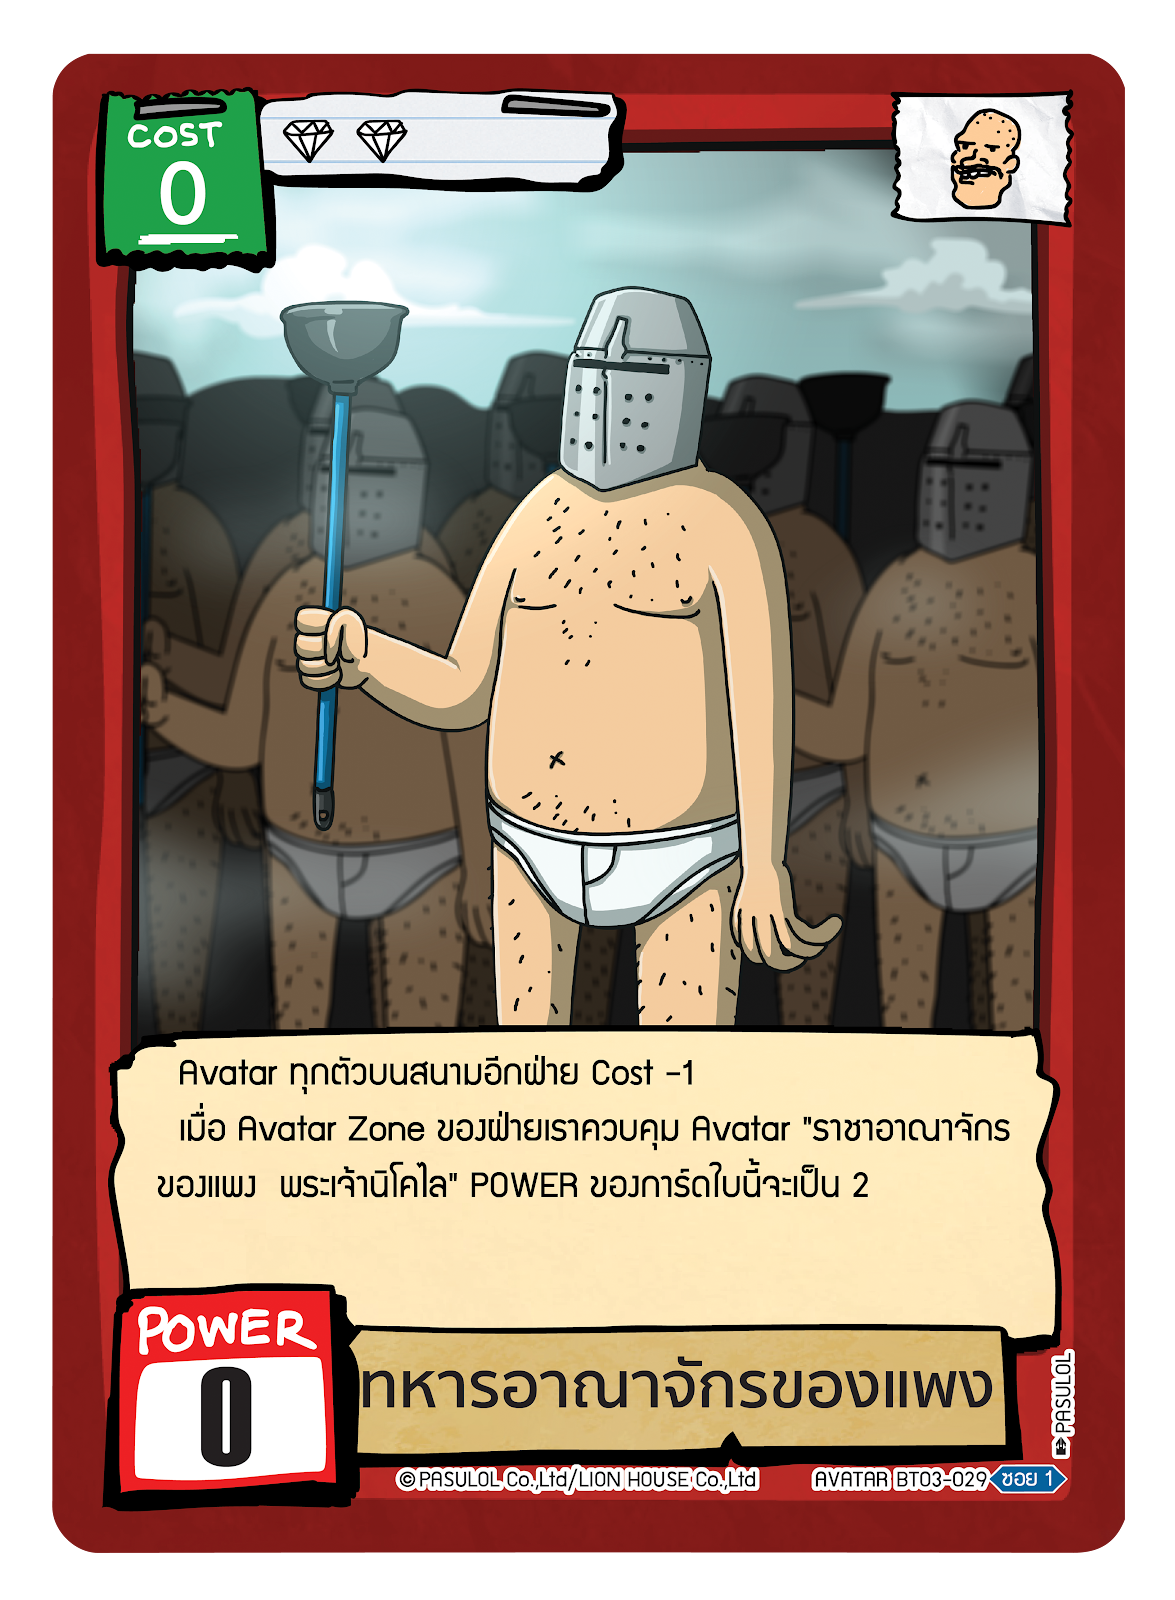 COST
0
Avatar ทุกตัวบนสนามอีกฝ่าย Cost -1
เมื่อ Avatar Zone ของฝ่ายเราควบคุม Avatar "ราชาอาณาจักร
ของแพง พระเจ้านิโคไล" POWER ของการ์ดใบนี้จะเป็น 2
POWER
0
ทหารอาณาจักรของแพง
PASULOL
© PASULOL Co.,Ltd/LION HOUSE Co.,Ltd
AVATAR BT03-029 ซอย 1